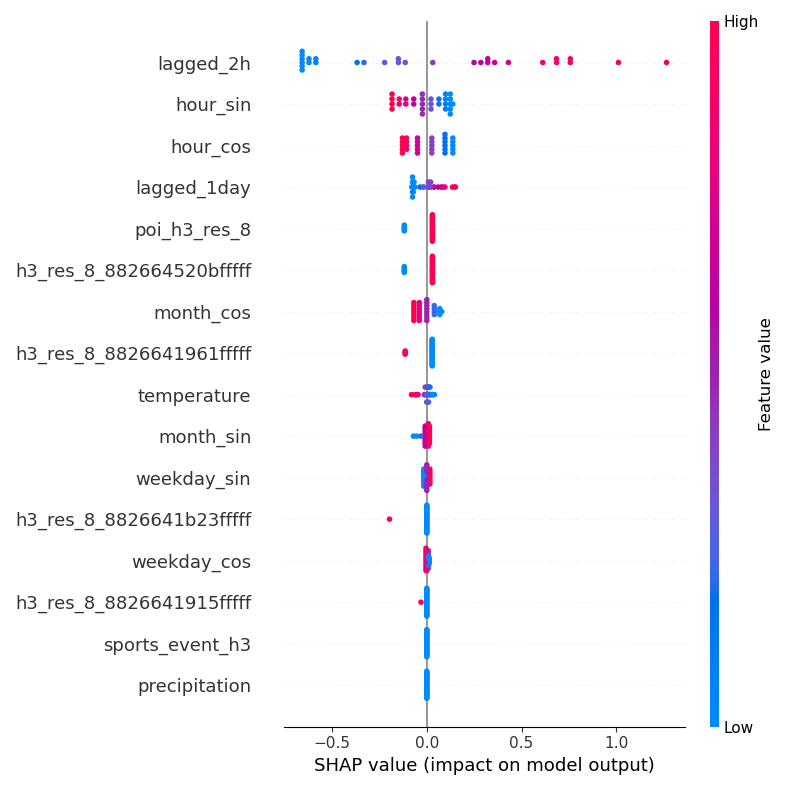 High
lagged_2h
hour_sin
hour_cos
lagged_1day
poi_h3_res_8
h3_res_8_882664520bfffff
month_cos
h3_res_8_8826641961fffff
temperature
month_sin
weekday_sin
h3_res_8_8826641b23fffff
weekday_cos
h3_res_8_8826641915fffff
sports_event_h3
precipitation
Feature value
Low
−0.5 0.0 0.5 1.0
SHAP value (impact on model output)